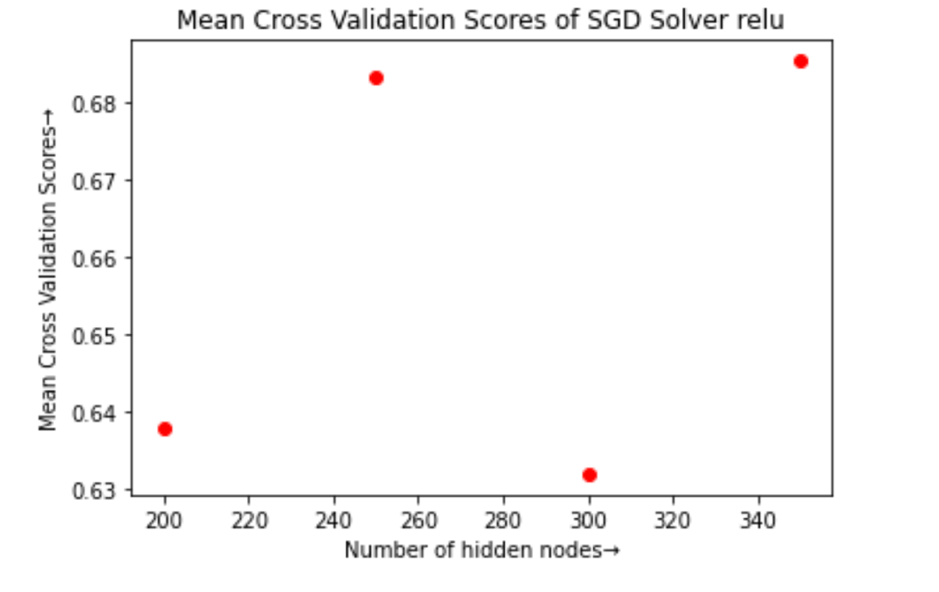 Mean Cross Validation Scores of SGD Solver relu
Mean Cross Validation Scores→
0.68
0.67
0.66
0.65
0.64
0.63
200 220 240 260 280 300 320 340
Number of hidden nodes→